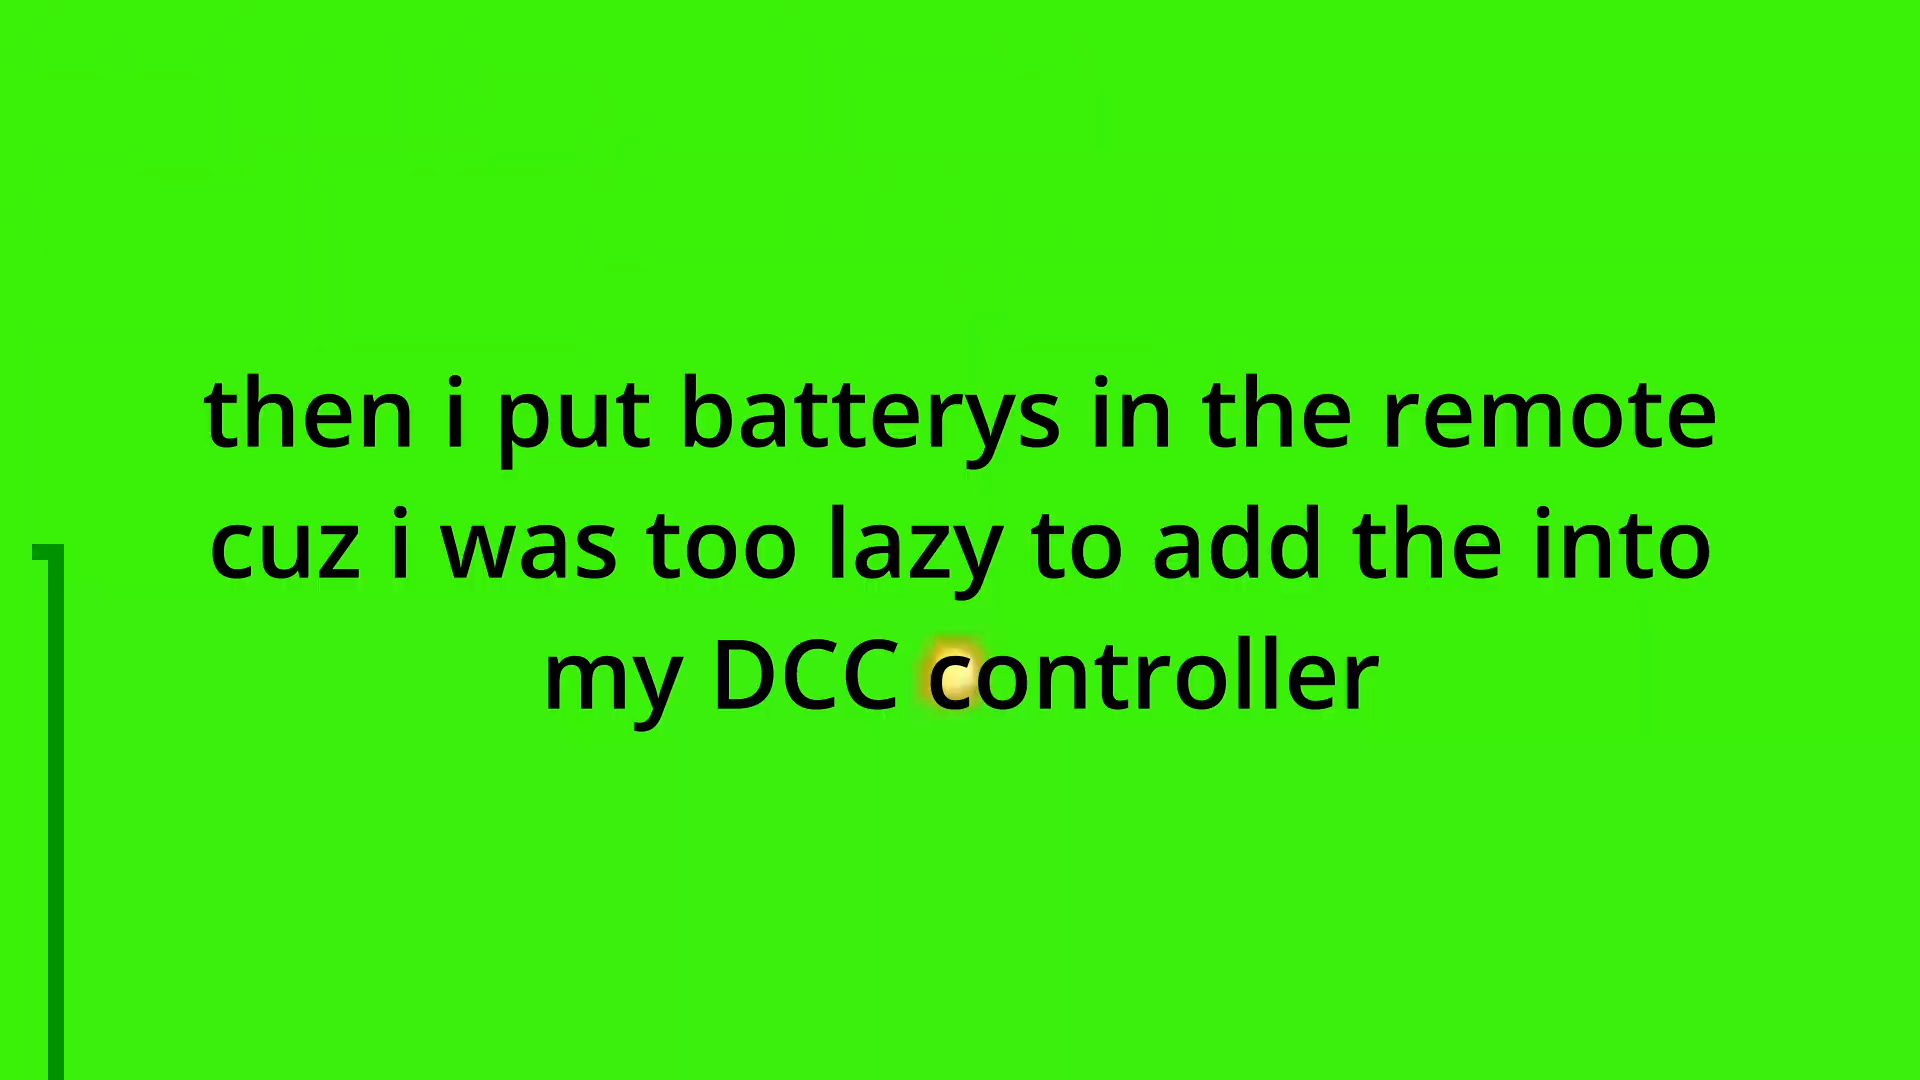 then i put batterys in the remote
cuz i was too lazy to add the into
my DCC controller